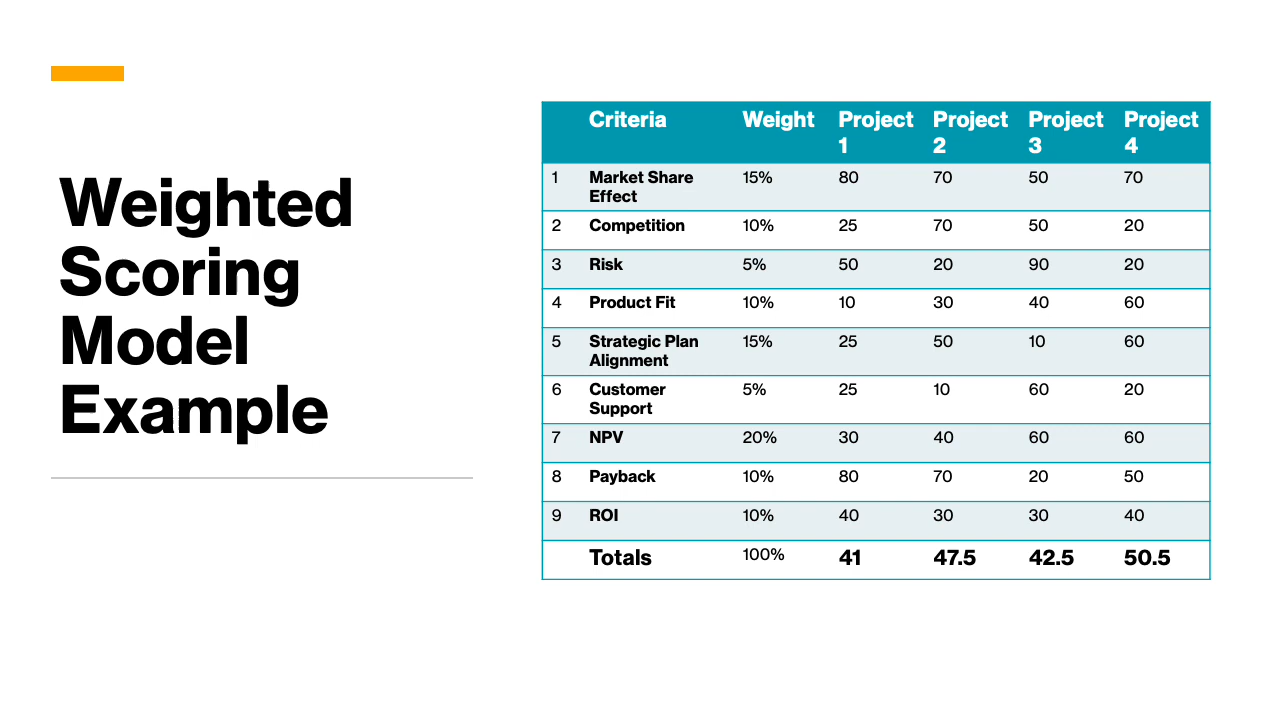 Weighted
Scoring
Model
Example
Criteria Weight Project 1 Project 2 Project 3 Project 4
1 Market Share Effect 15% 80 70 50 70
2 Competition 10% 25 70 50 20
3 Risk 5% 50 20 90 20
4 Product Fit 10% 10 30 40 60
5 Strategic Plan Alignment 15% 25 50 10 60
6 Customer Support 5% 25 10 60 20
7 NPV 20% 30 40 60 60
8 Payback 10% 80 70 20 50
9 ROI 10% 40 30 30 40
Totals 100% 41 47.5 42.5 50.5